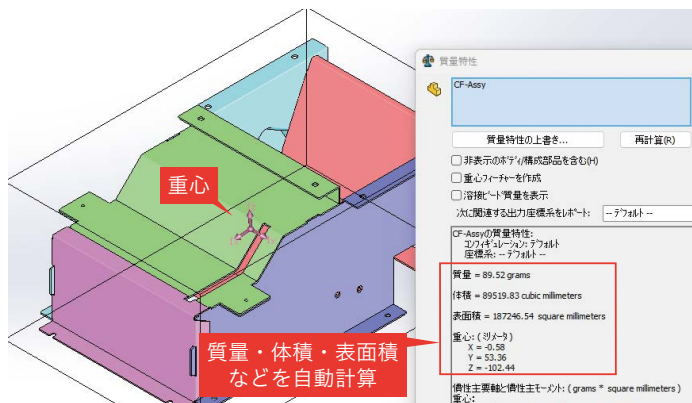 重心
質量・体積・表面積
などを自動計算
質量特性
CF-Assy
質量特性の上書き...
再計算(R)
非表示のボディ/構成部品を含む(H)
重心フィーチャーを作成
溶接ビード質量を表示
次に関連する出力座標系をレポート:
-- デフォルト --
CF-Assyの質量特性:
コンフィギュレーション: デフォルト
座標系: -- デフォルト --
質量 = 89.52 grams
体積 = 89519.83 cubic millimeters
表面積 = 187246.54 square millimeters
重心: ( ミリメータ )
X = -0.58
Y = 53.36
Z = -102.44
慣性主要軸と慣性主モーメント: ( grams * square millimeters )
重心: